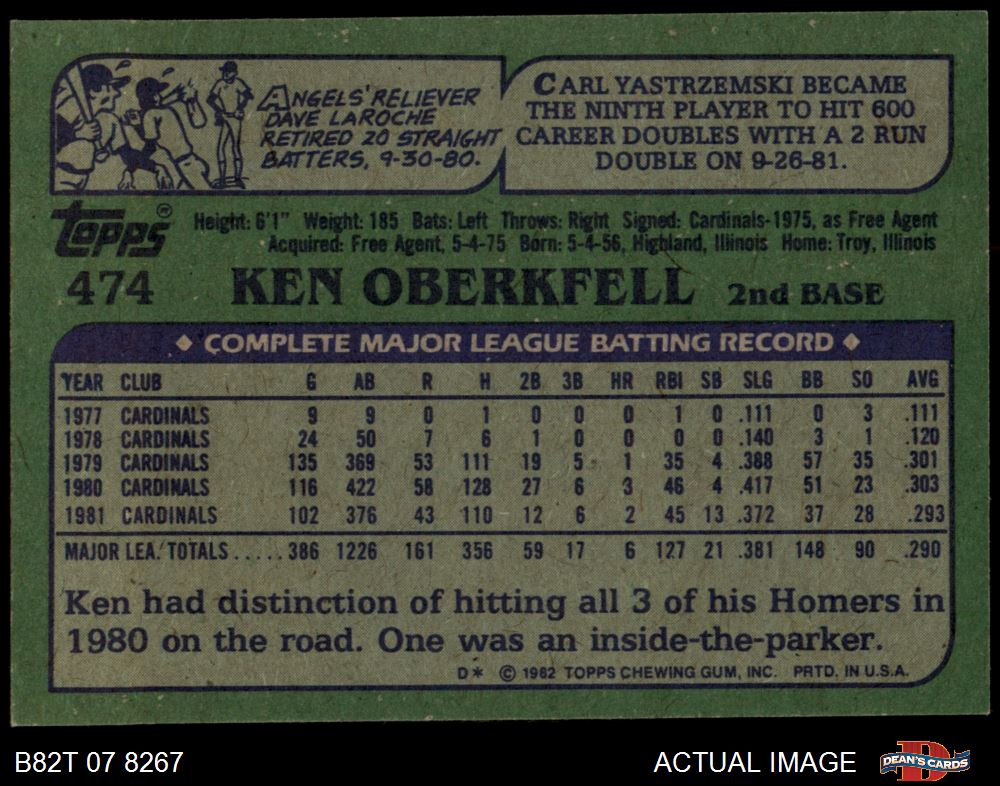 ANGELS' RELIEVER
DAVE LAROCHE
RETIRED 20 STRAIGHT
BATTERS, 9-30-80.
CARL YASTRZEMSKI BECAME
THE NINTH PLAYER TO HIT 600
CAREER DOUBLES WITH A 2 RUN
DOUBLE ON 9-26-81.
topps ®
Height: 6'1" Weight: 185 Bats: Left Throws: Right Signed: Cardinals-1975, as Free Agent
Acquired: Free Agent, 5-4-75 Born: 5-4-56, Highland, Illinois Home: Troy, Illinois
474 KEN OBERKFELL 2nd BASE
◆ COMPLETE MAJOR LEAGUE BATTING RECORD ◆
YEAR CLUB G AB R H 2B 3B HR RBI SB SLG BB SO AVG
1977 CARDINALS 9 9 0 1 0 0 0 1 0 .111 0 3 .111
1978 CARDINALS 24 50 7 6 1 0 0 0 0 .140 3 1 .120
1979 CARDINALS 135 369 53 111 19 5 1 35 4 .388 57 35 .301
1980 CARDINALS 116 422 58 128 27 6 3 46 4 .417 51 23 .303
1981 CARDINALS 102 376 43 110 12 6 2 45 13 .372 37 28 .293
MAJOR LEA. TOTALS..... 386 1226 161 356 59 17 6 127 21 .381 148 90 .290
Ken had distinction of hitting all 3 of his Homers in
1980 on the road. One was an inside-the-parker.
D* © 1982 TOPPS CHEWING GUM, INC. PRTD. IN U.S.A.
B82T 07 8267
ACTUAL IMAGE
D
DEAN'S CARDS